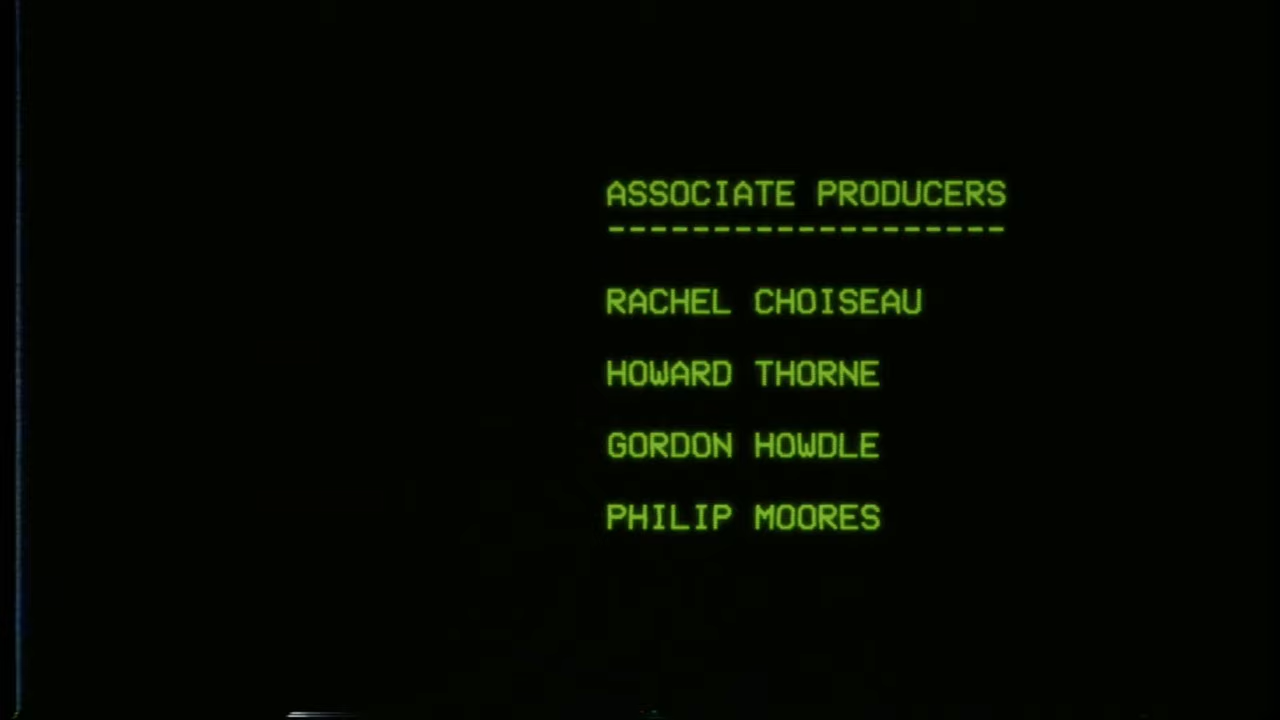 ASSOCIATE PRODUCERS
-------------------
RACHEL CHOISEAU
HOWARD THORNE
GORDON HOWDLE
PHILIP MOORES